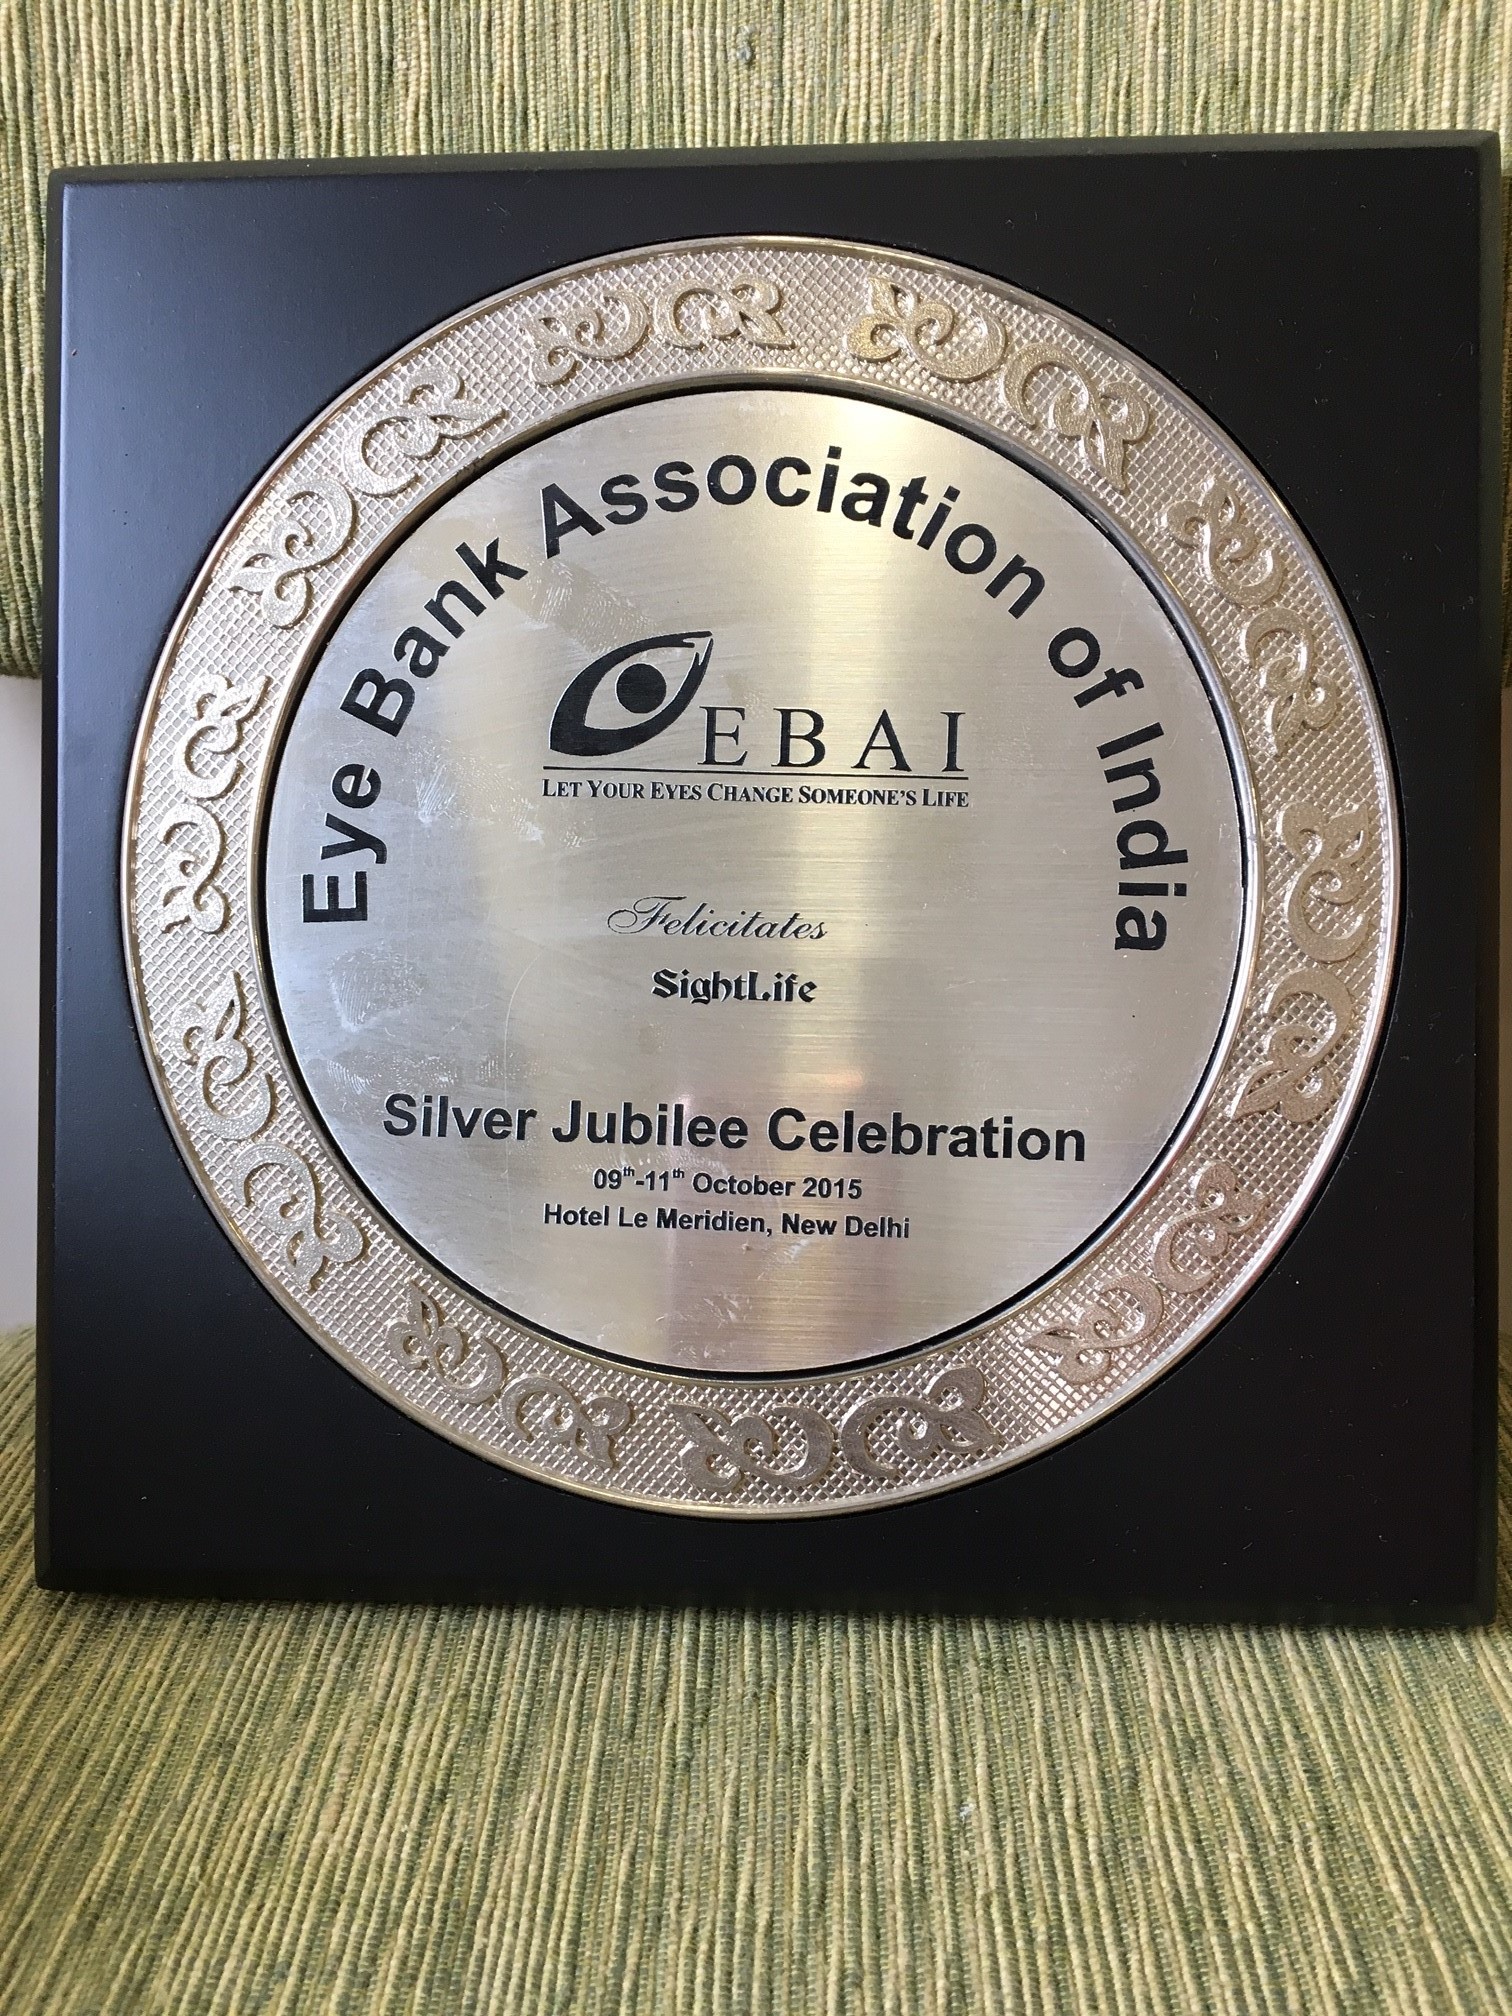 Eye Bank Association of India
EBAI
LET YOUR EYES CHANGE SOMEONE'S LIFE
Felicitates
SightLife
Silver Jubilee Celebration
09th-11th October 2015
Hotel Le Meridien, New Delhi